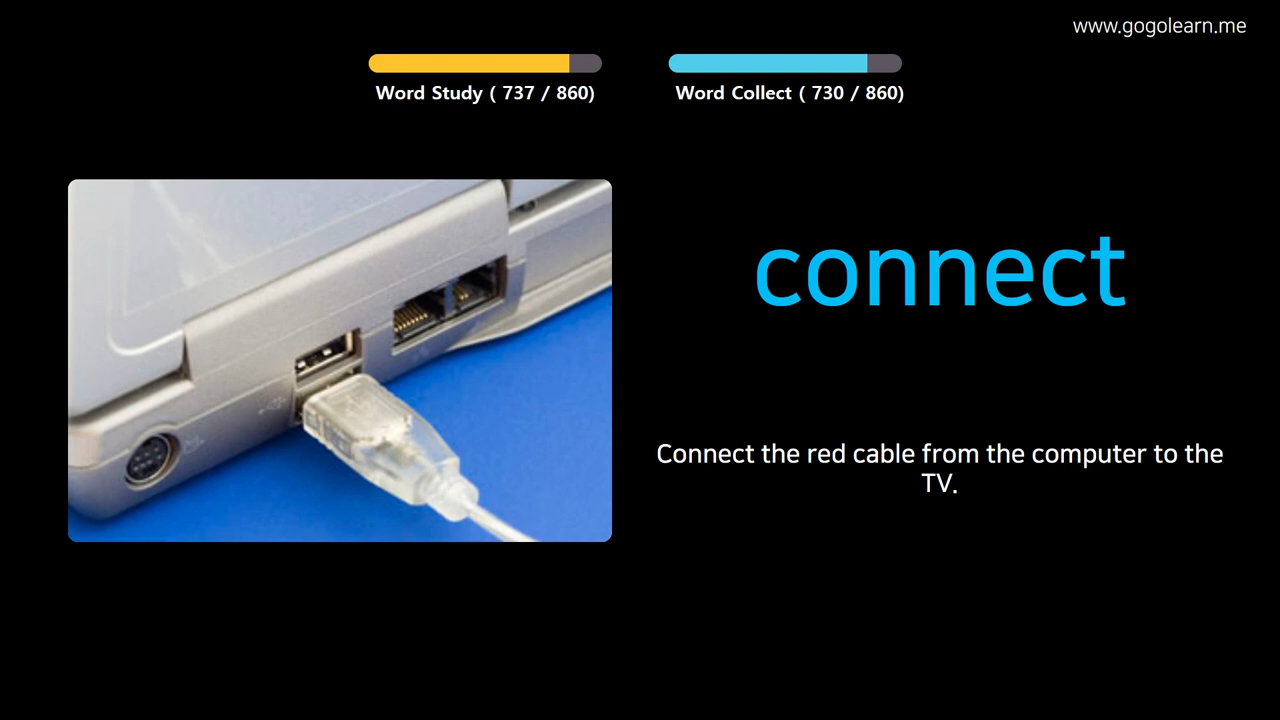 www.gogolearn.me
Word Study ( 737 / 860)
Word Collect ( 730 / 860)
connect
Connect the red cable from the computer to the
TV.